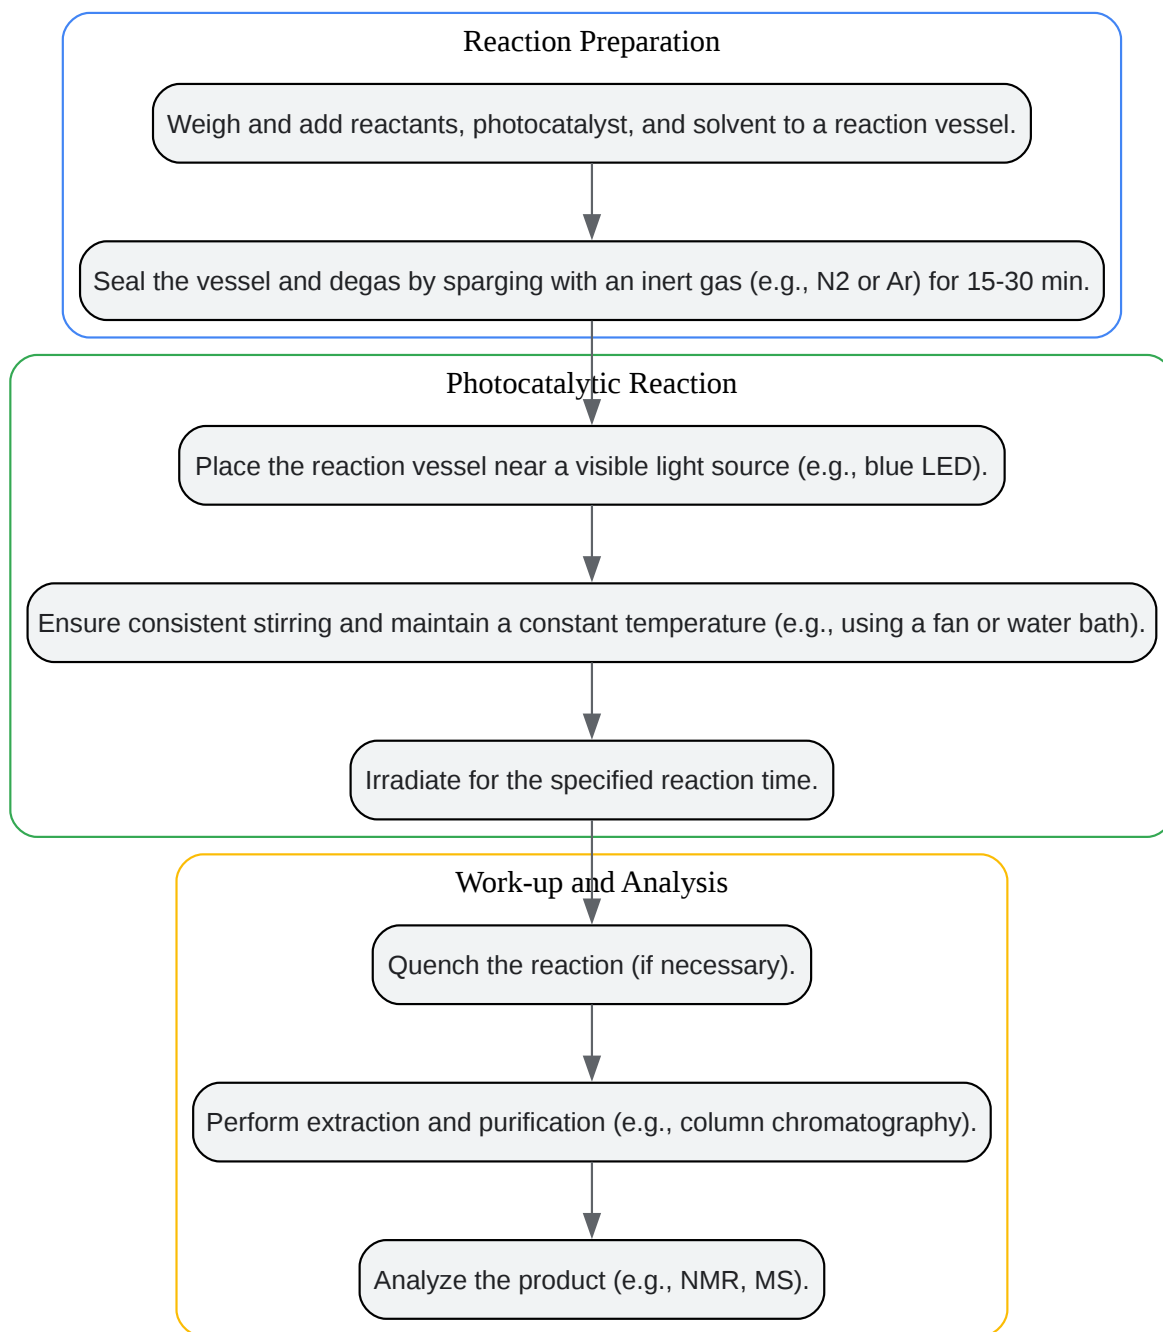 Reaction Preparation
Weigh and add reactants, photocatalyst, and solvent to a reaction vessel.
Seal the vessel and degas by sparging with an inert gas (e.g., N2 or Ar) for 15-30 min.
Photocatalytic Reaction
Place the reaction vessel near a visible light source (e.g., blue LED).
Ensure consistent stirring and maintain a constant temperature (e.g., using a fan or water bath).
Irradiate for the specified reaction time.
Work-up and Analysis
Quench the reaction (if necessary).
Perform extraction and purification (e.g., column chromatography).
Analyze the product (e.g., NMR, MS).